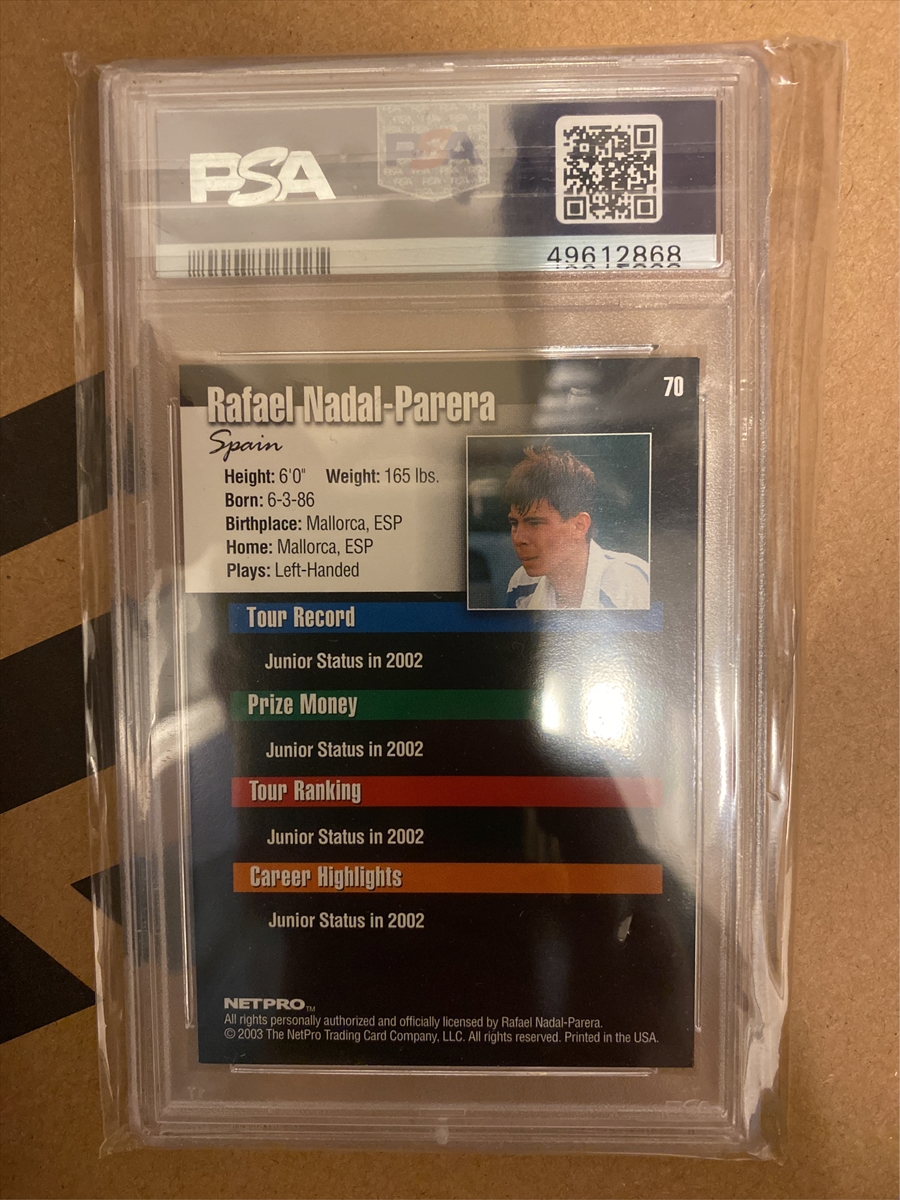 PSA
PSA
49612868
Rafael Nadal-Parera
70
Spain
Height: 6'0" Weight: 165 lbs.
Born: 6-3-86
Birthplace: Mallorca, ESP
Home: Mallorca, ESP
Plays: Left-Handed
Tour Record
Junior Status in 2002
Prize Money
Junior Status in 2002
Tour Ranking
Junior Status in 2002
Career Highlights
Junior Status in 2002
NETPRO™
All rights personally authorized and officially licensed by Rafael Nadal-Parera.
© 2003 The NetPro Trading Card Company, LLC. All rights reserved. Printed in the USA.